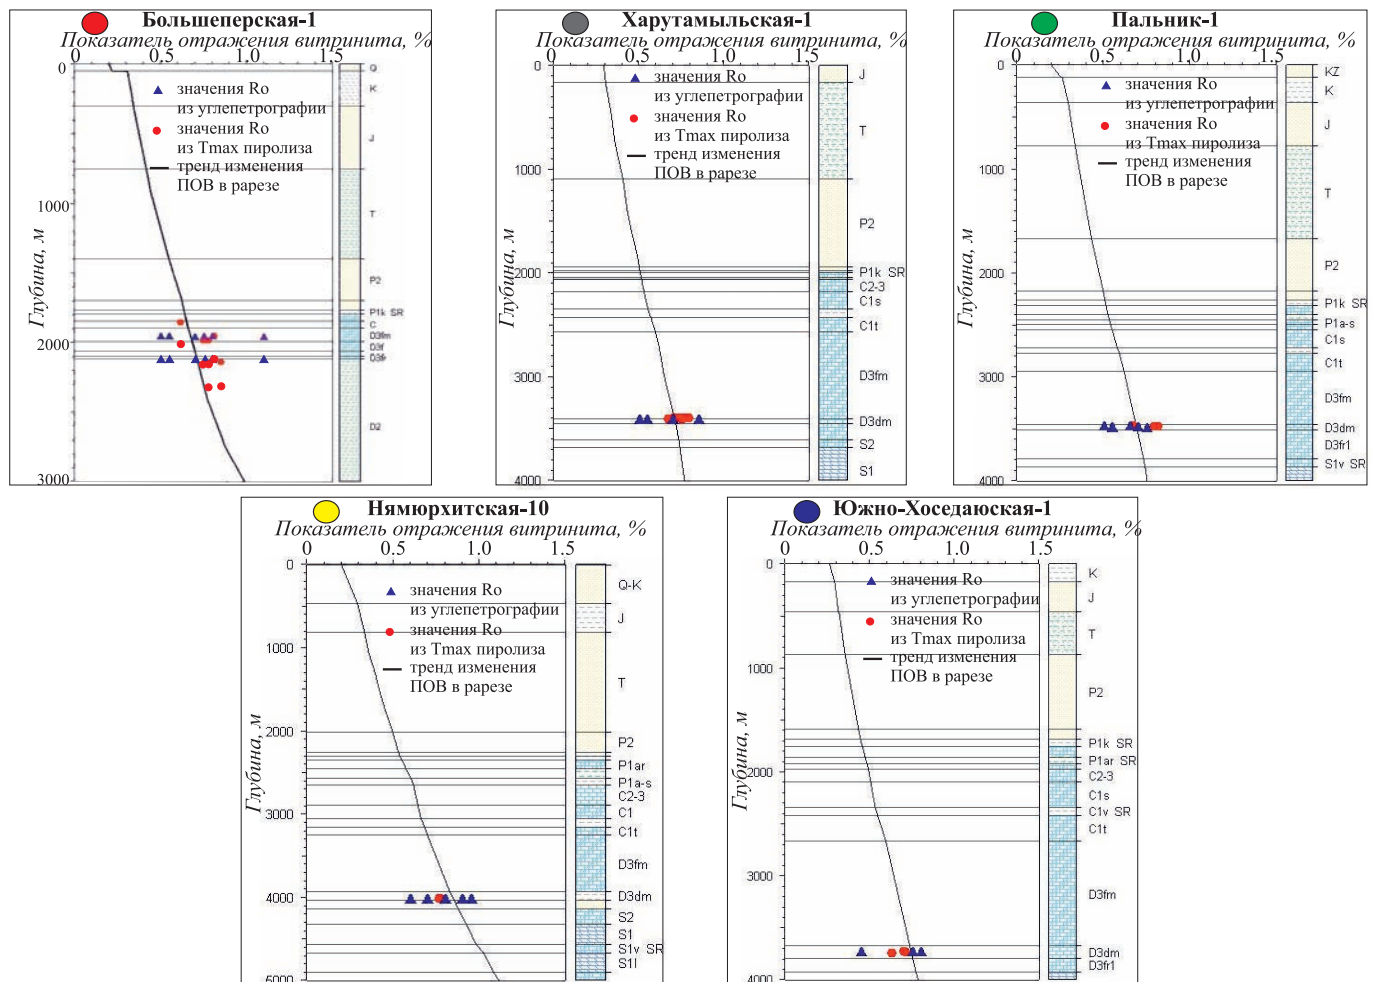 Большеперская-1
Показатель отражения витринита, %
0 0.5 1.0 1.5
Глубина, м
0
1000
2000
3000
значения Ro
из углепетрографии
значения Ro
из Tmax пиролиза
тренд изменения
ПОВ в рарезе
Q
K
J
T
P2
P1k SR
C
D3fm
D3f
D3fr
D2
Харутамыльская-1
Показатель отражения витринита, %
0 0.5 1.0 1.5
Глубина, м
0
1000
2000
3000
4000
значения Ro
из углепетрографии
значения Ro
из Tmax пиролиза
тренд изменения
ПОВ в рарезе
J
T
P2
P1k SR
C2-3
C1s
C1t
D3fm
D3dm
S2
S1
Пальник-1
Показатель отражения витринита, %
0 0.5 1.0 1.5
Глубина, м
0
1000
2000
3000
4000
значения Ro
из углепетрографии
значения Ro
из Tmax пиролиза
тренд изменения
ПОВ в рарезе
KZ
K
J
T
P2
P1k SR
P1a-s
C1s
C1t
D3fm
D3dm
D3fr1
S1v SR
Нямюрхитская-10
Показатель отражения витринита, %
0 0.5 1.0 1.5
Глубина, м
0
1000
2000
3000
4000
5000
значения Ro
из углепетрографии
значения Ro
из Tmax пиролиза
тренд изменения
ПОВ в рарезе
Q-K
J
T
P2
P1ar
P1a-s
C2-3
C1
C1t
D3fm
D3dm
S2
S1
S1v SR
S1l
Южно-Хоседаюская-1
Показатель отражения витринита, %
0 0.5 1.0 1.5
Глубина, м
0
1000
2000
3000
4000
значения Ro
из углепетрографии
значения Ro
из Tmax пиролиза
тренд изменения
ПОВ в рарезе
K
J
T
P2
P1k SR
P1ar SR
C2-3
C1s
C1v SR
C1t
D3fm
D3dm
D3fr1